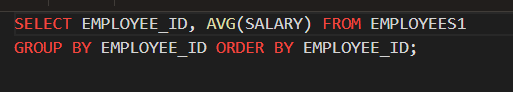 SELECT EMPLOYEE_ID, AVG(SALARY) FROM EMPLOYEES1
GROUP BY EMPLOYEE_ID ORDER BY EMPLOYEE_ID;